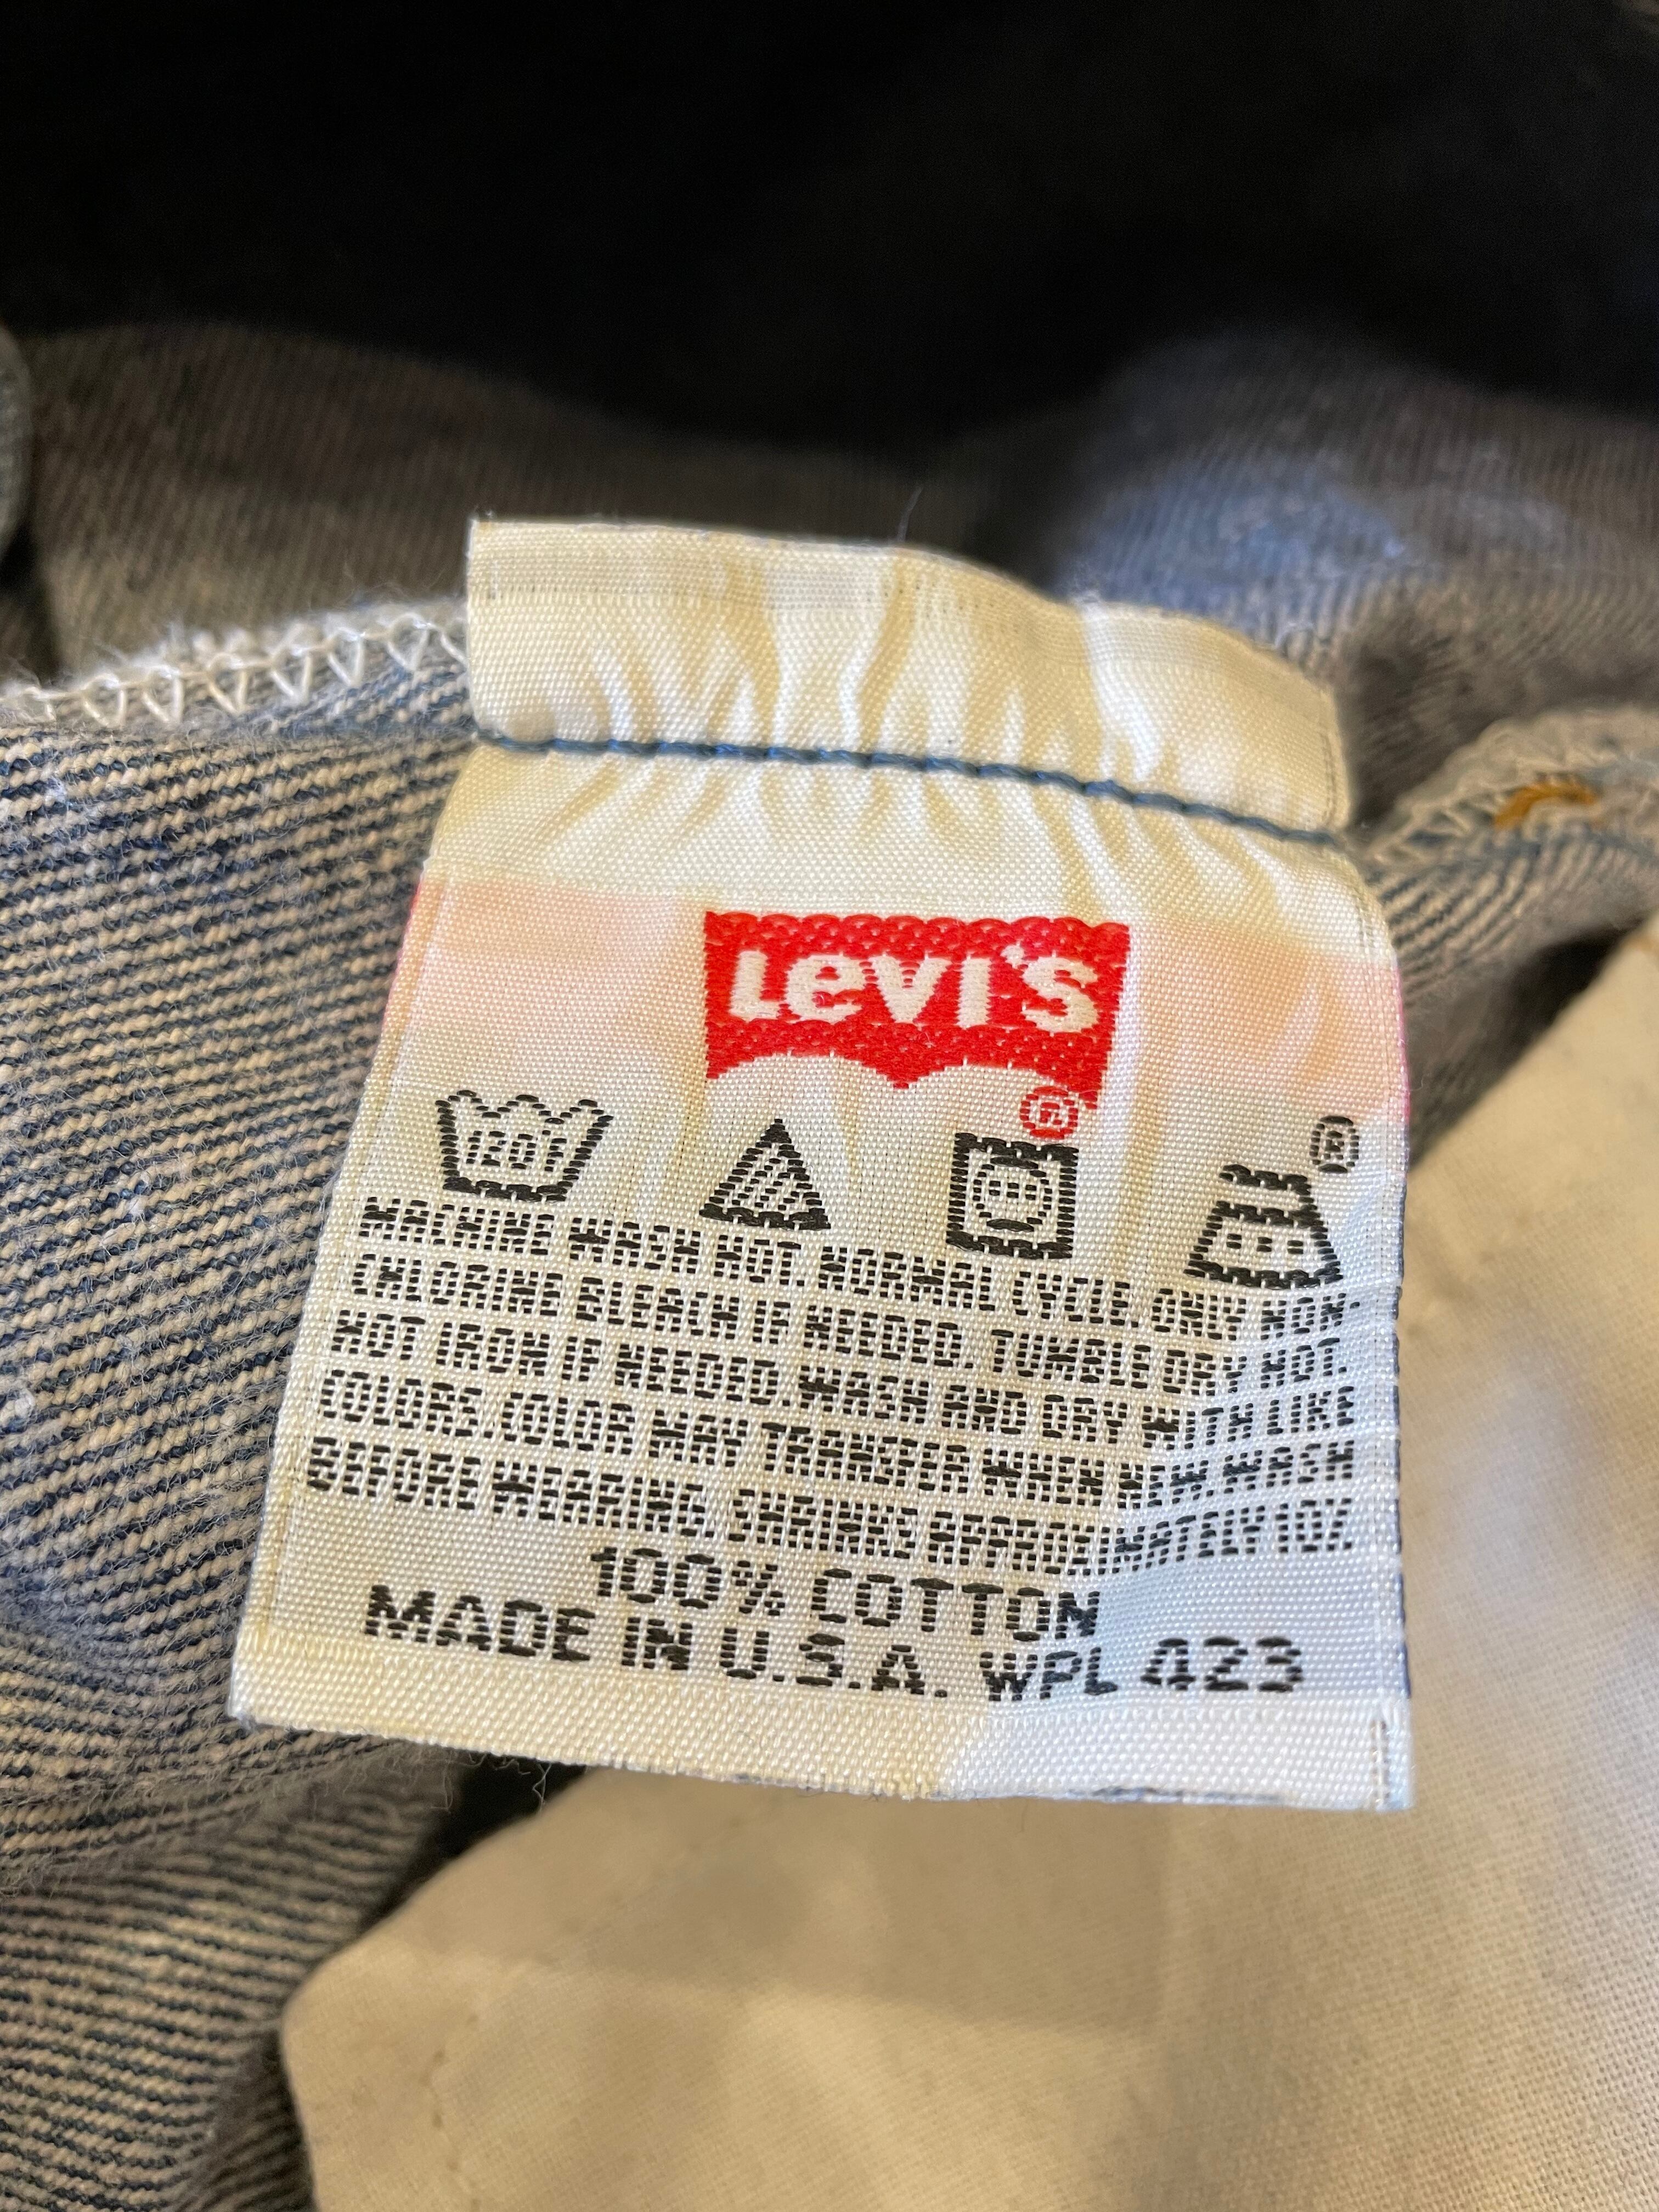 Levi's
®
®
120°F
MACHINE WASH HOT. NORMAL CYCLE. ONLY NON-
CHLORINE BLEACH IF NEEDED. TUMBLE DRY HOT.
HOT IRON IF NEEDED. WASH AND DRY WITH LIKE
COLORS. COLOR MAY TRANSFER WHEN NEW. WASH
BEFORE WEARING. SHRINKS APPROXIMATELY 10%.
100% COTTON
MADE IN U.S.A. WPL 423